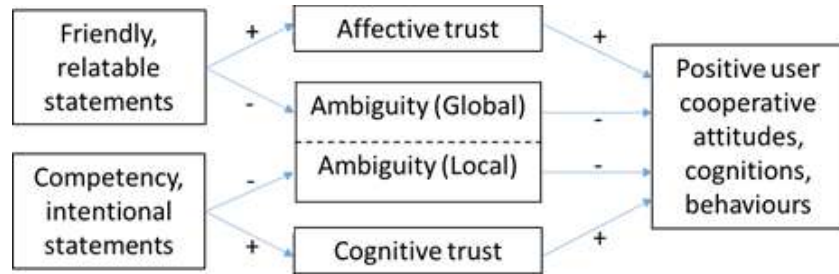 Friendly,
relatable
statements
Competency,
intentional
statements
+
-
-
+
Affective trust
Ambiguity (Global)
Ambiguity (Local)
Cognitive trust
+
-
-
+
Positive user
cooperative
attitudes,
cognitions,
behaviours